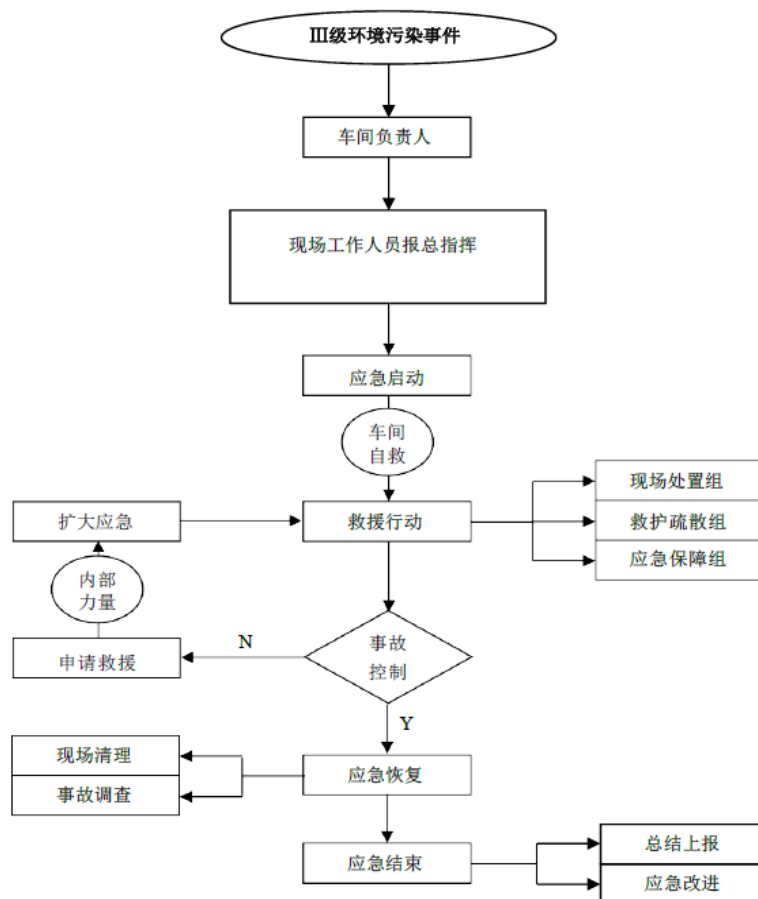 III级环境污染事件
车间负责人
现场工作人员报总指挥
应急启动
车间
自救
现场处置组
扩大应急
救援行动
救护疏散组
应急保障组
内部
力量
事故
控制
N
申请救援
Y
现场清理
应急恢复
事故调查
总结上报
应急结束
应急改进